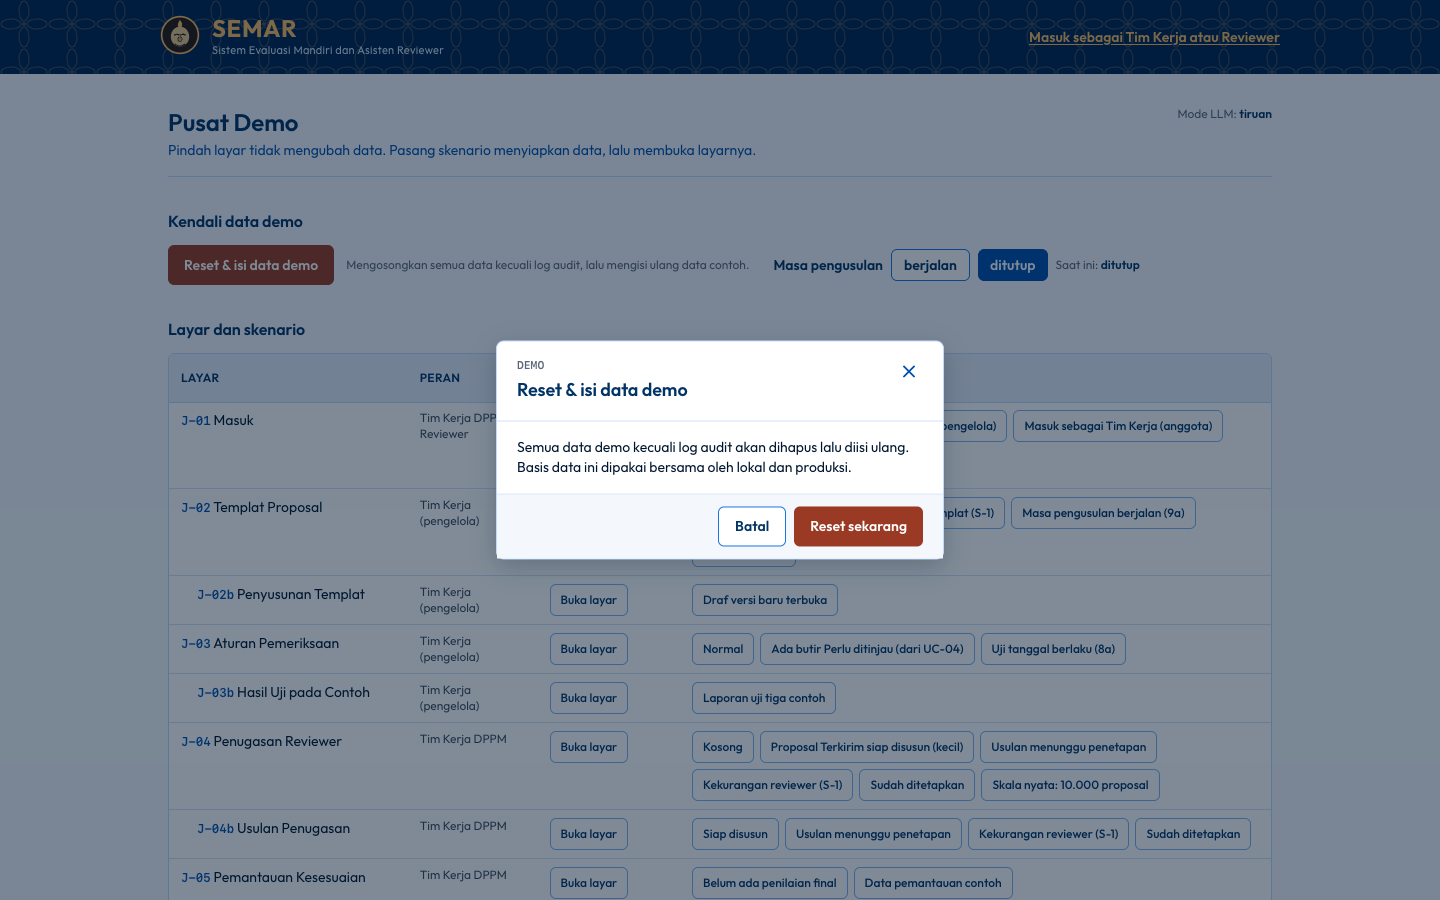 SEMAR
Sistem Evaluasi Mandiri dan Asisten Reviewer
Masuk sebagai Tim Kerja atau Reviewer
Pusat Demo
Mode LLM: tiruan
Pindah layar tidak mengubah data. Pasang skenario menyiapkan data, lalu membuka layarnya.
Kendali data demo
Reset & isi data demo Mengosongkan semua data kecuali log audit, lalu mengisi ulang data contoh. Masa pengusulan berjalan ditutup Saat ini: ditutup
Layar dan skenario
LAYAR PERAN
DEMO
Reset & isi data demo
Semua data demo kecuali log audit akan dihapus lalu diisi ulang.
Basis data ini dipakai bersama oleh lokal dan produksi.
Batal Reset sekarang
J-01 Masuk Tim Kerja DPP
Reviewer
pengelola) Masuk sebagai Tim Kerja (anggota)
J-02 Templat Proposal Tim Kerja
(pengelola)
plat (S-1) Masa pengusulan berjalan (9a)
J-02b Penyusunan Templat Tim Kerja
(pengelola) Buka layar Draf versi baru terbuka
J-03 Aturan Pemeriksaan Tim Kerja
(pengelola) Buka layar Normal Ada butir Perlu ditinjau (dari UC-04) Uji tanggal berlaku (8a)
J-03b Hasil Uji pada Contoh Tim Kerja
(pengelola) Buka layar Laporan uji tiga contoh
J-04 Penugasan Reviewer Tim Kerja DPPM Buka layar Kosong Proposal Terkirim siap disusun (kecil) Usulan menunggu penetapan
Kekurangan reviewer (S-1) Sudah ditetapkan Skala nyata: 10.000 proposal
J-04b Usulan Penugasan Tim Kerja DPPM Buka layar Siap disusun Usulan menunggu penetapan Kekurangan reviewer (S-1) Sudah ditetapkan
J-05 Pemantauan Kesesuaian Tim Kerja DPPM Buka layar Belum ada penilaian final Data pemantauan contoh